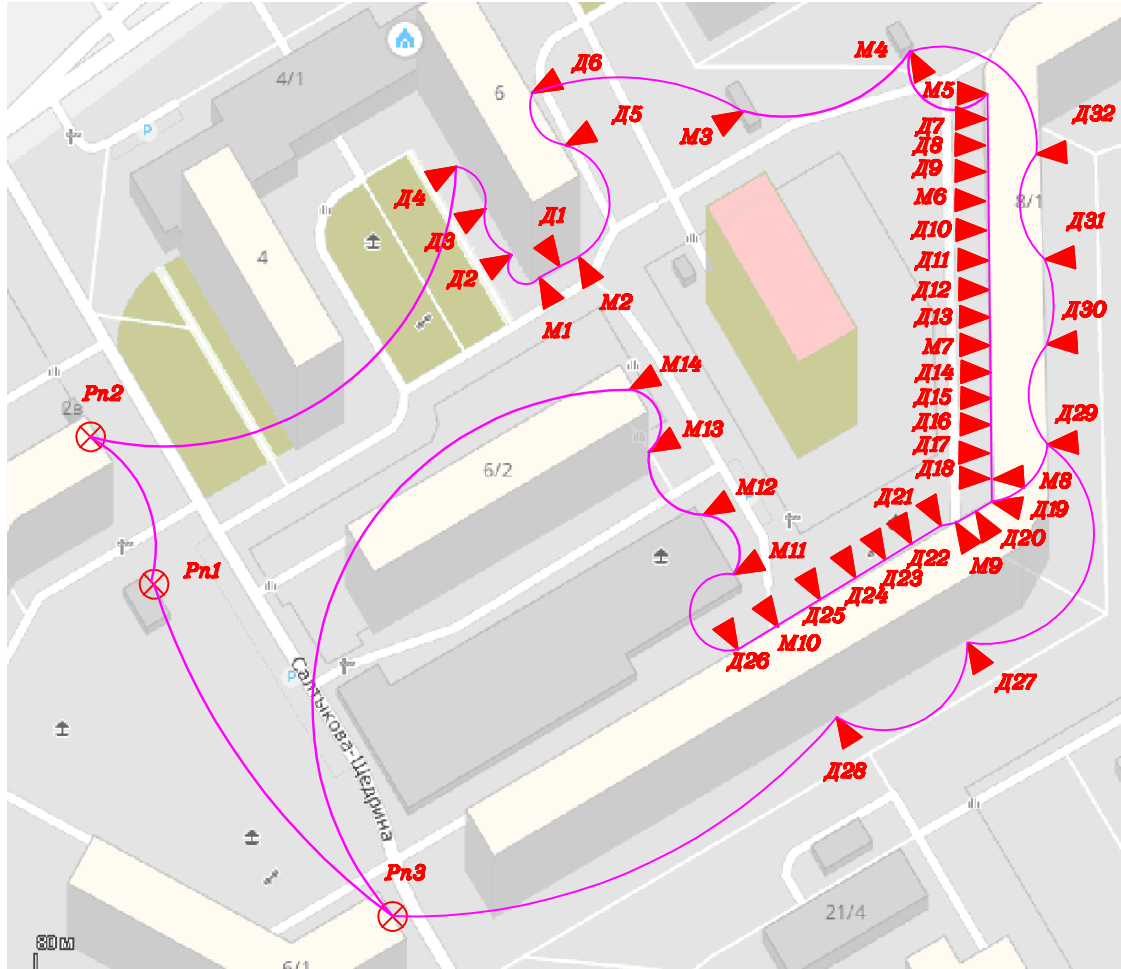 М4
Д6
4/1
6
М5
Д5
Д32
Р
М3
Д7
Д8
Д9
Д4
М6
8/1
Д1
Д31
Д3
Д10
4
Д2
Д11
Д12
М1
М2
Д30
Д13
М7
М14
Д14
Рп2
Д15
2в
Д29
М13
Д16
Д17
6/2
Д18
М8
М12
Д21
Д19
Д20
М11
Д22
М9
Рп1
Д23
Д24
Д25
М10
Д26
Р
Д27
Салтыкова-Щедрина
Д28
Рп3
21/4
80 м
6/1